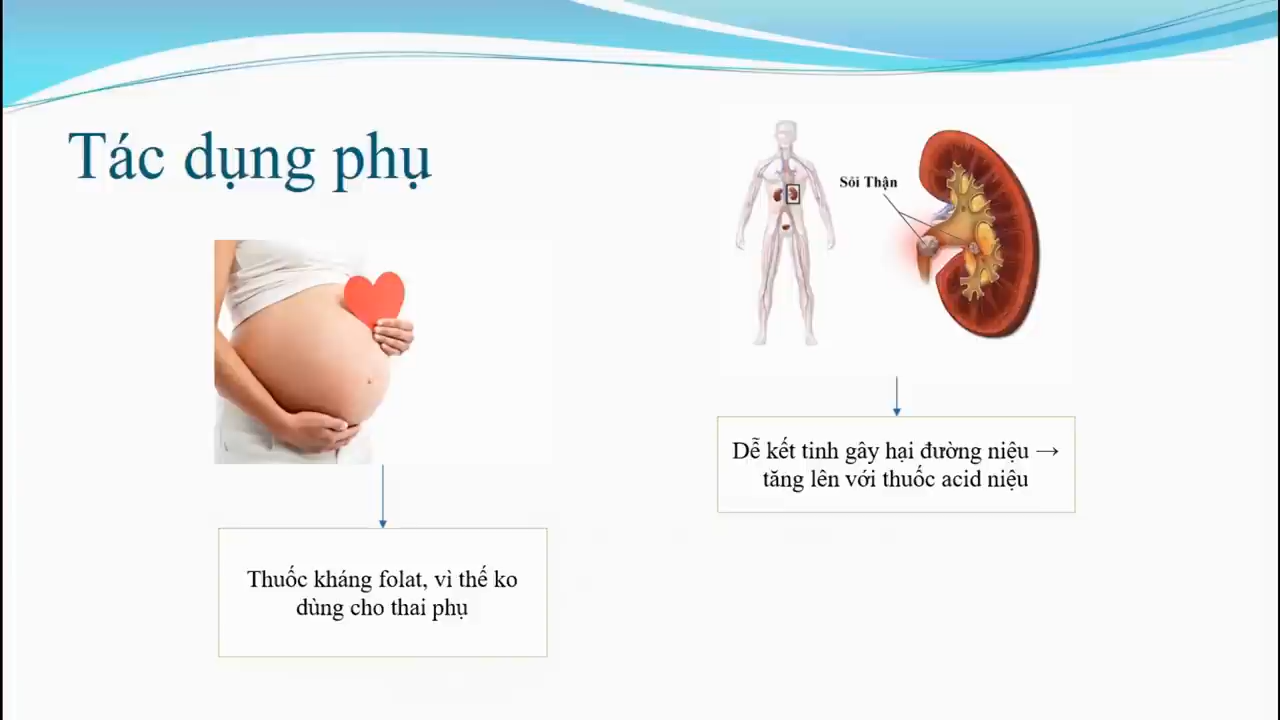 Tác dụng phụ
Sỏi Thận
Dễ kết tinh gây hại đường niệu →
tăng lên với thuốc acid niệu
Thuốc kháng folat, vì thế ko
dùng cho thai phụ